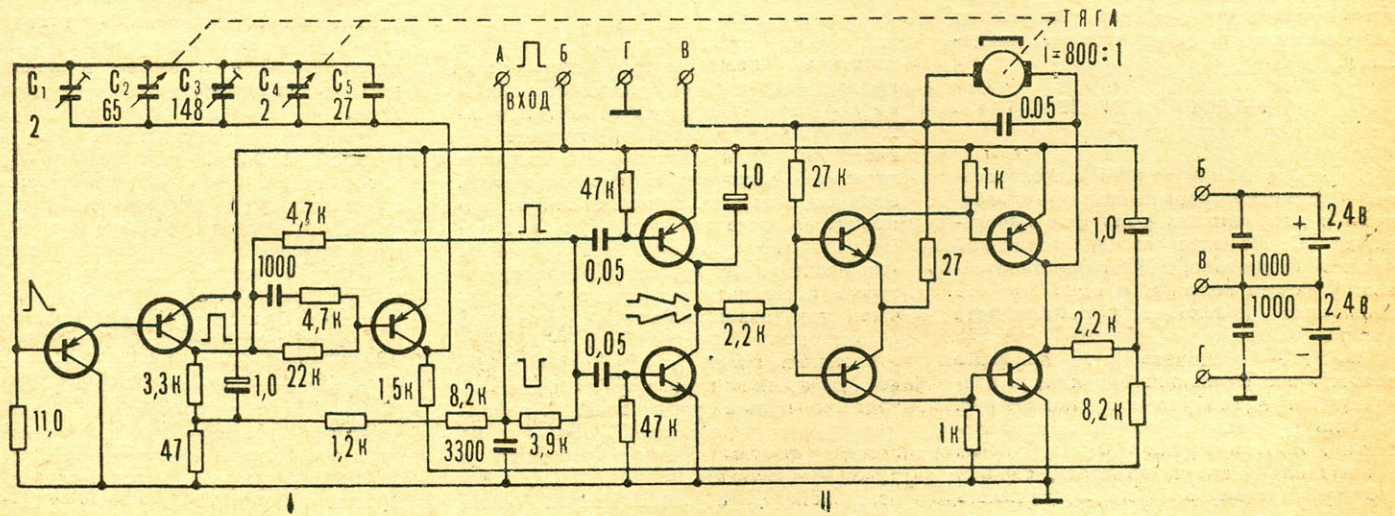 ТЯГА
i=800:1
А Б Г В
ВХОД
C1 C2 C3 C4 C5
2 65 148 2 27
0.05
47к
1,0
27к
1к
1,0
4,7к
1000
4,7к
22к
0,05
27
2,2к
2,2к
3,3к
1,0
1,5к
8,2к
0,05
47к
8,2к
11,0
47
1,2к
3300
3,9к
1к
I
II
Б
+ 2,4в
1000
В
1000
2,4в
-
Г